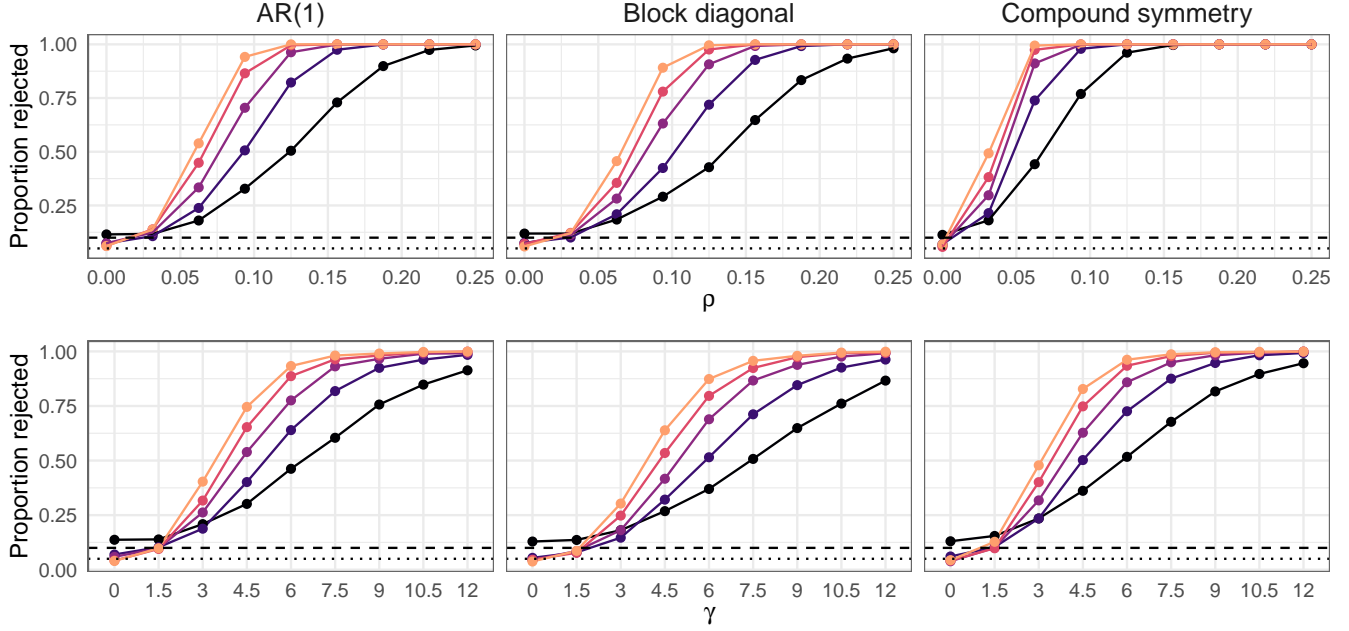 AR(1) Block diagonal Compound symmetry
Proportion rejected
1.00
0.75
0.50
0.25
0.00 0.05 0.10 0.15 0.20 0.25 0.00 0.05 0.10 0.15 0.20 0.25 0.00 0.05 0.10 0.15 0.20 0.25
ρ
Proportion rejected
1.00
0.75
0.50
0.25
0.00
0 1.5 3 4.5 6 7.5 9 10.5 12 0 1.5 3 4.5 6 7.5 9 10.5 12 0 1.5 3 4.5 6 7.5 9 10.5 12
γ